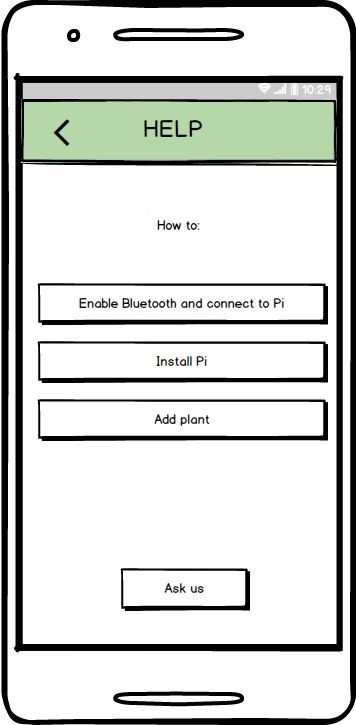 10:29
HELP
How to:
Enable Bluetooth and connect to Pi
Install Pi
Add plant
Ask us